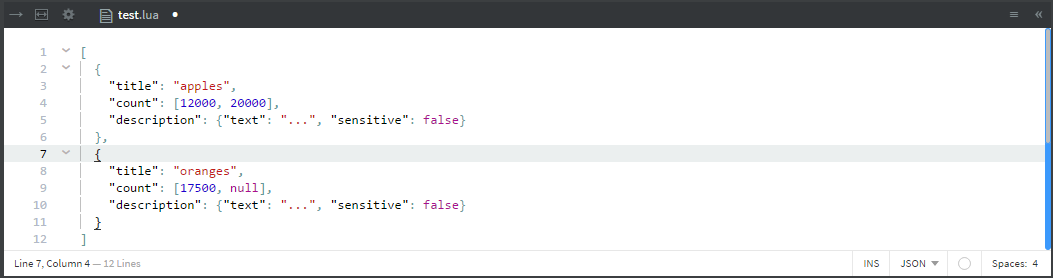 test.lua
1 [
2 {
3 "title": "apples",
4 "count": [12000, 20000],
5 "description": {"text": "...", "sensitive": false}
6 },
7 {
8 "title": "oranges",
9 "count": [17500, null],
10 "description": {"text": "...", "sensitive": false}
11 }
12 ]
Line 7, Column 4 — 12 Lines INS JSON Spaces: 4